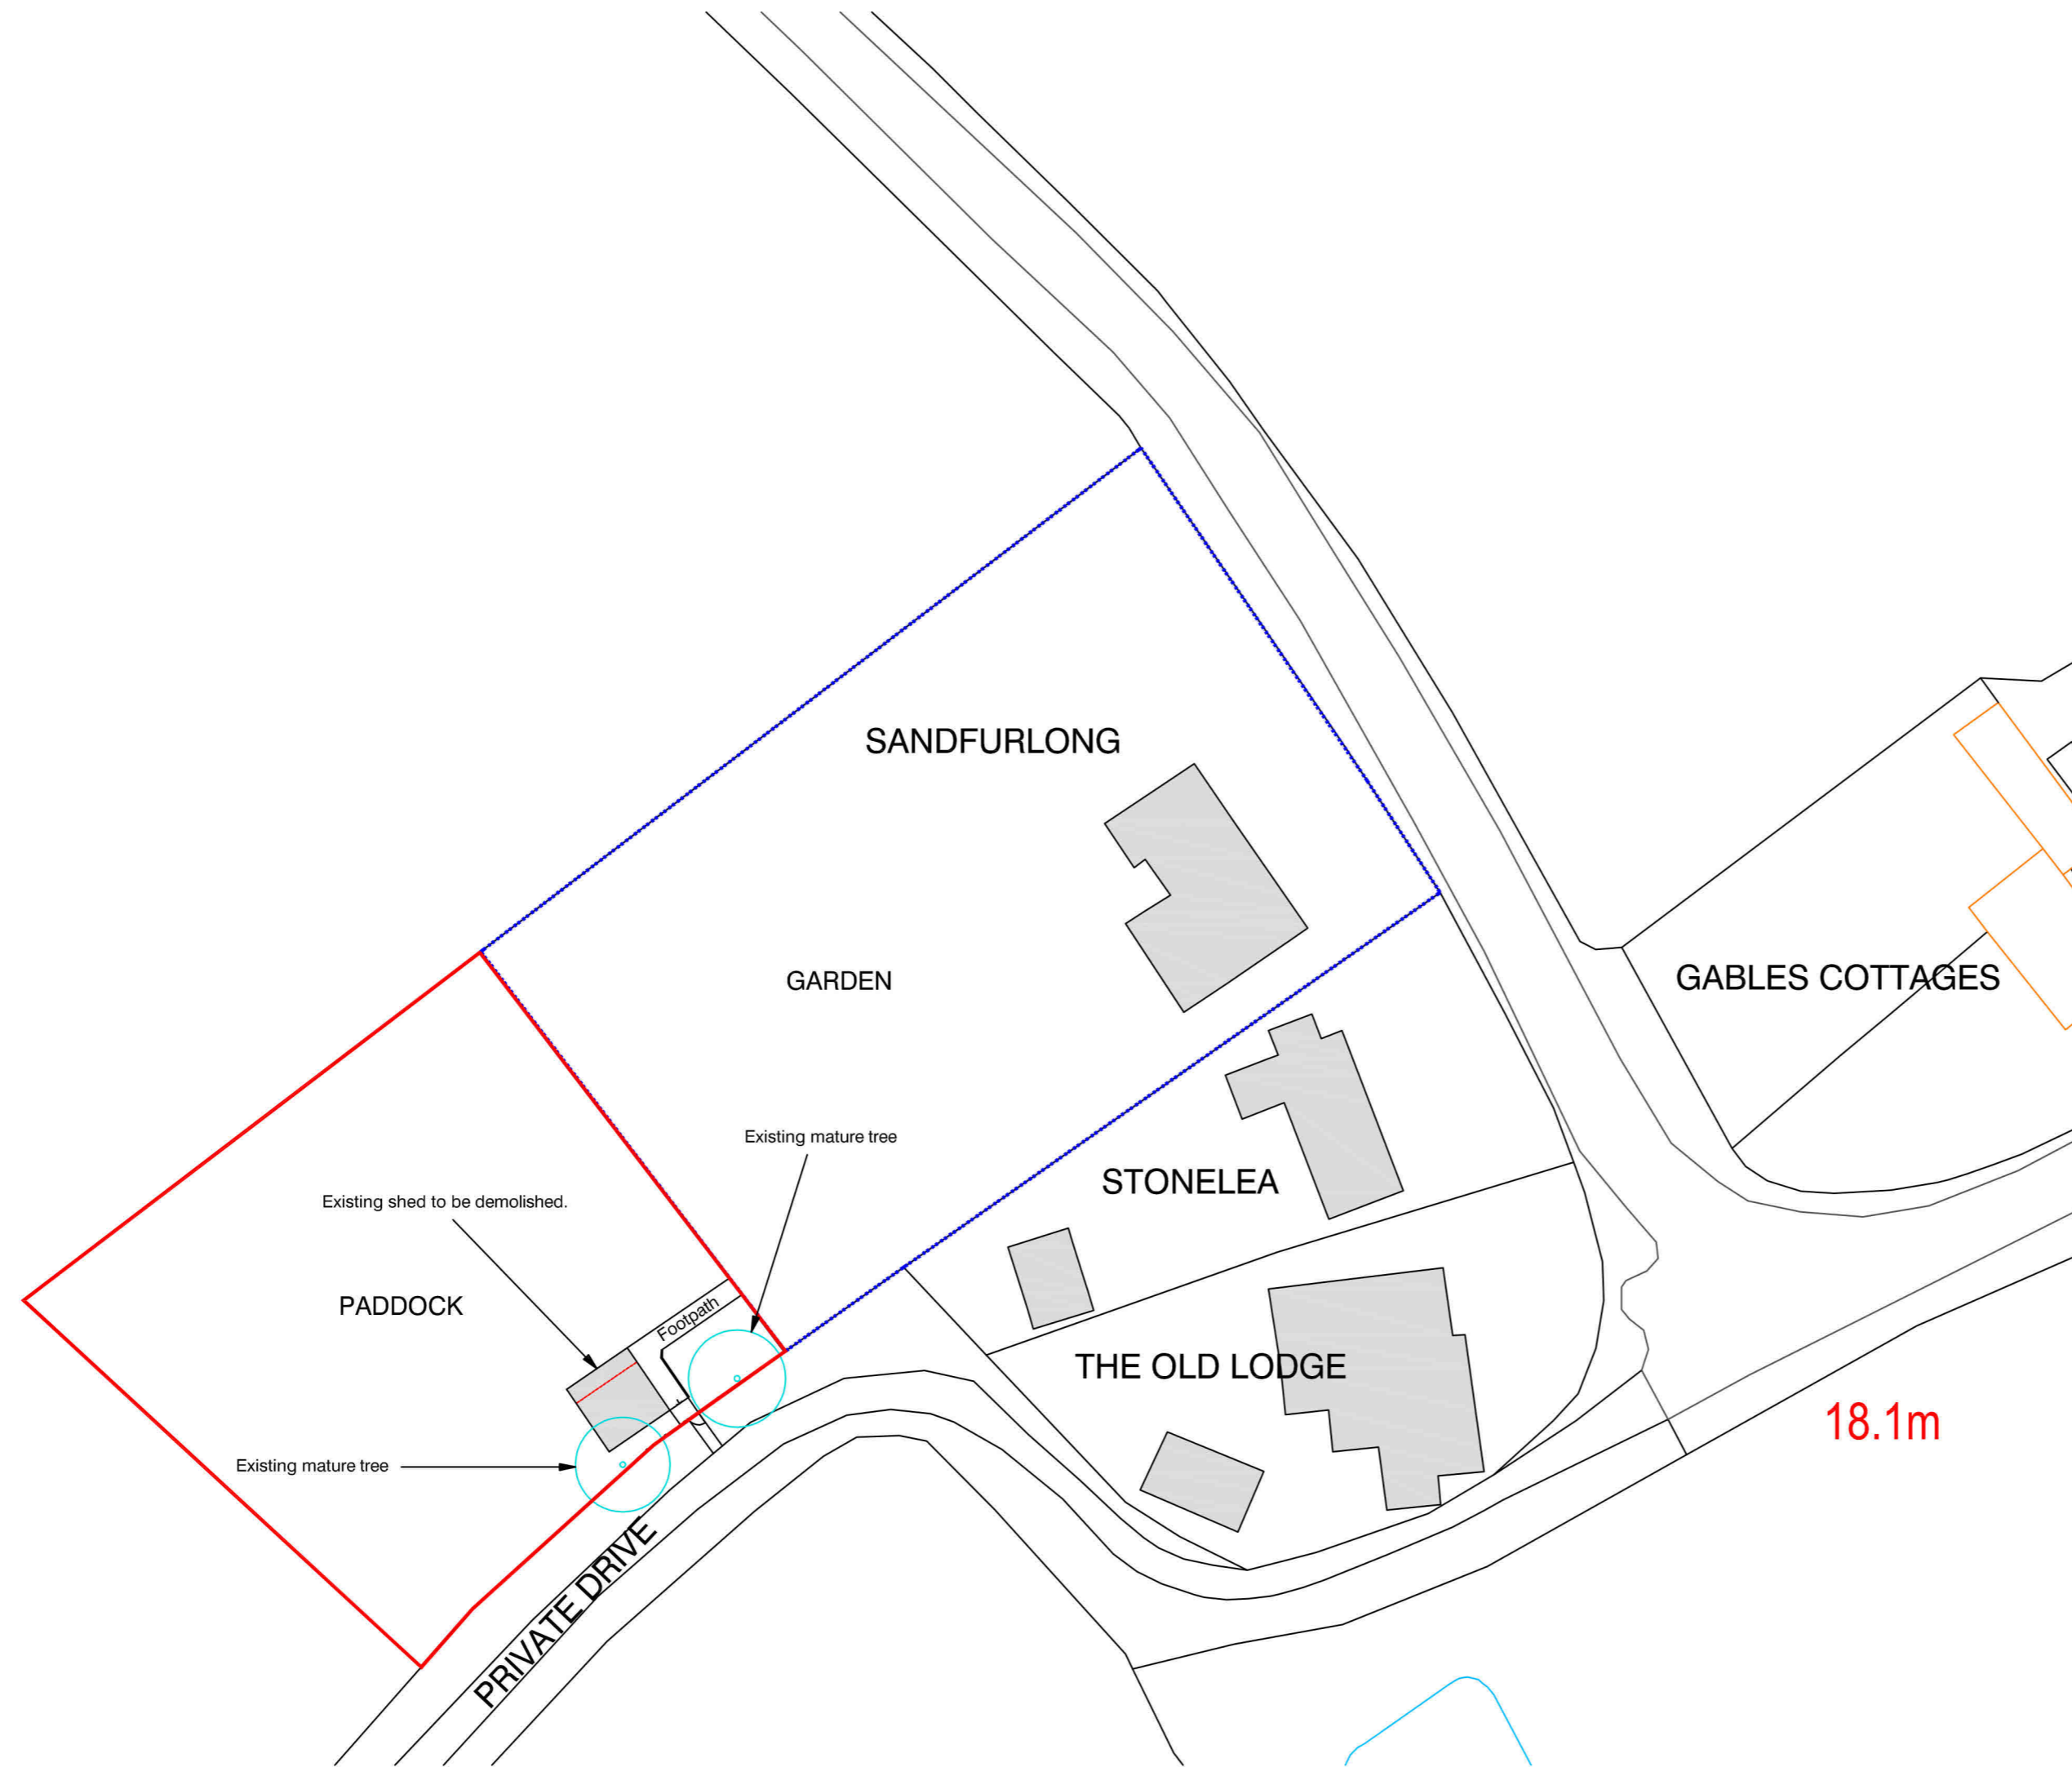 SANDFURLONG
GARDEN
GABLES COTTAGES
Existing mature tree
STONELEA
Existing shed to be demolished.
PADDOCK
Footpath
THE OLD LODGE
18.1m
Existing mature tree
PRIVATE DRIVE